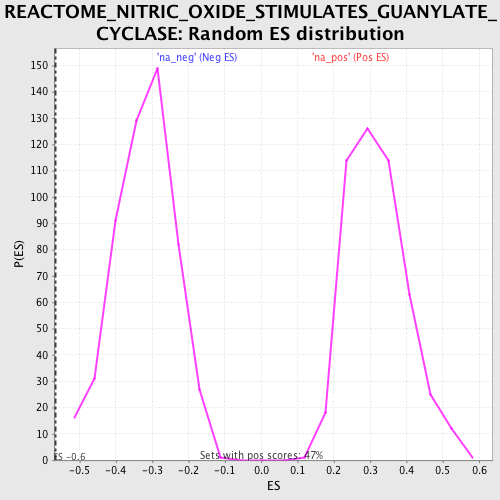 REACTOME_NITRIC_OXIDE_STIMULATES_GUANYLATE_
CYCLASE: Random ES distribution
'na_neg' (Neg ES)
'na_pos' (Pos ES)
150
140
130
120
110
100
90
80
70
60
50
40
30
20
10
0
P(ES)
ES -0.6
Sets with pos scores: 47%
-0.5 -0.4 -0.3 -0.2 -0.1 0.0 0.1 0.2 0.3 0.4 0.5 0.6
ES